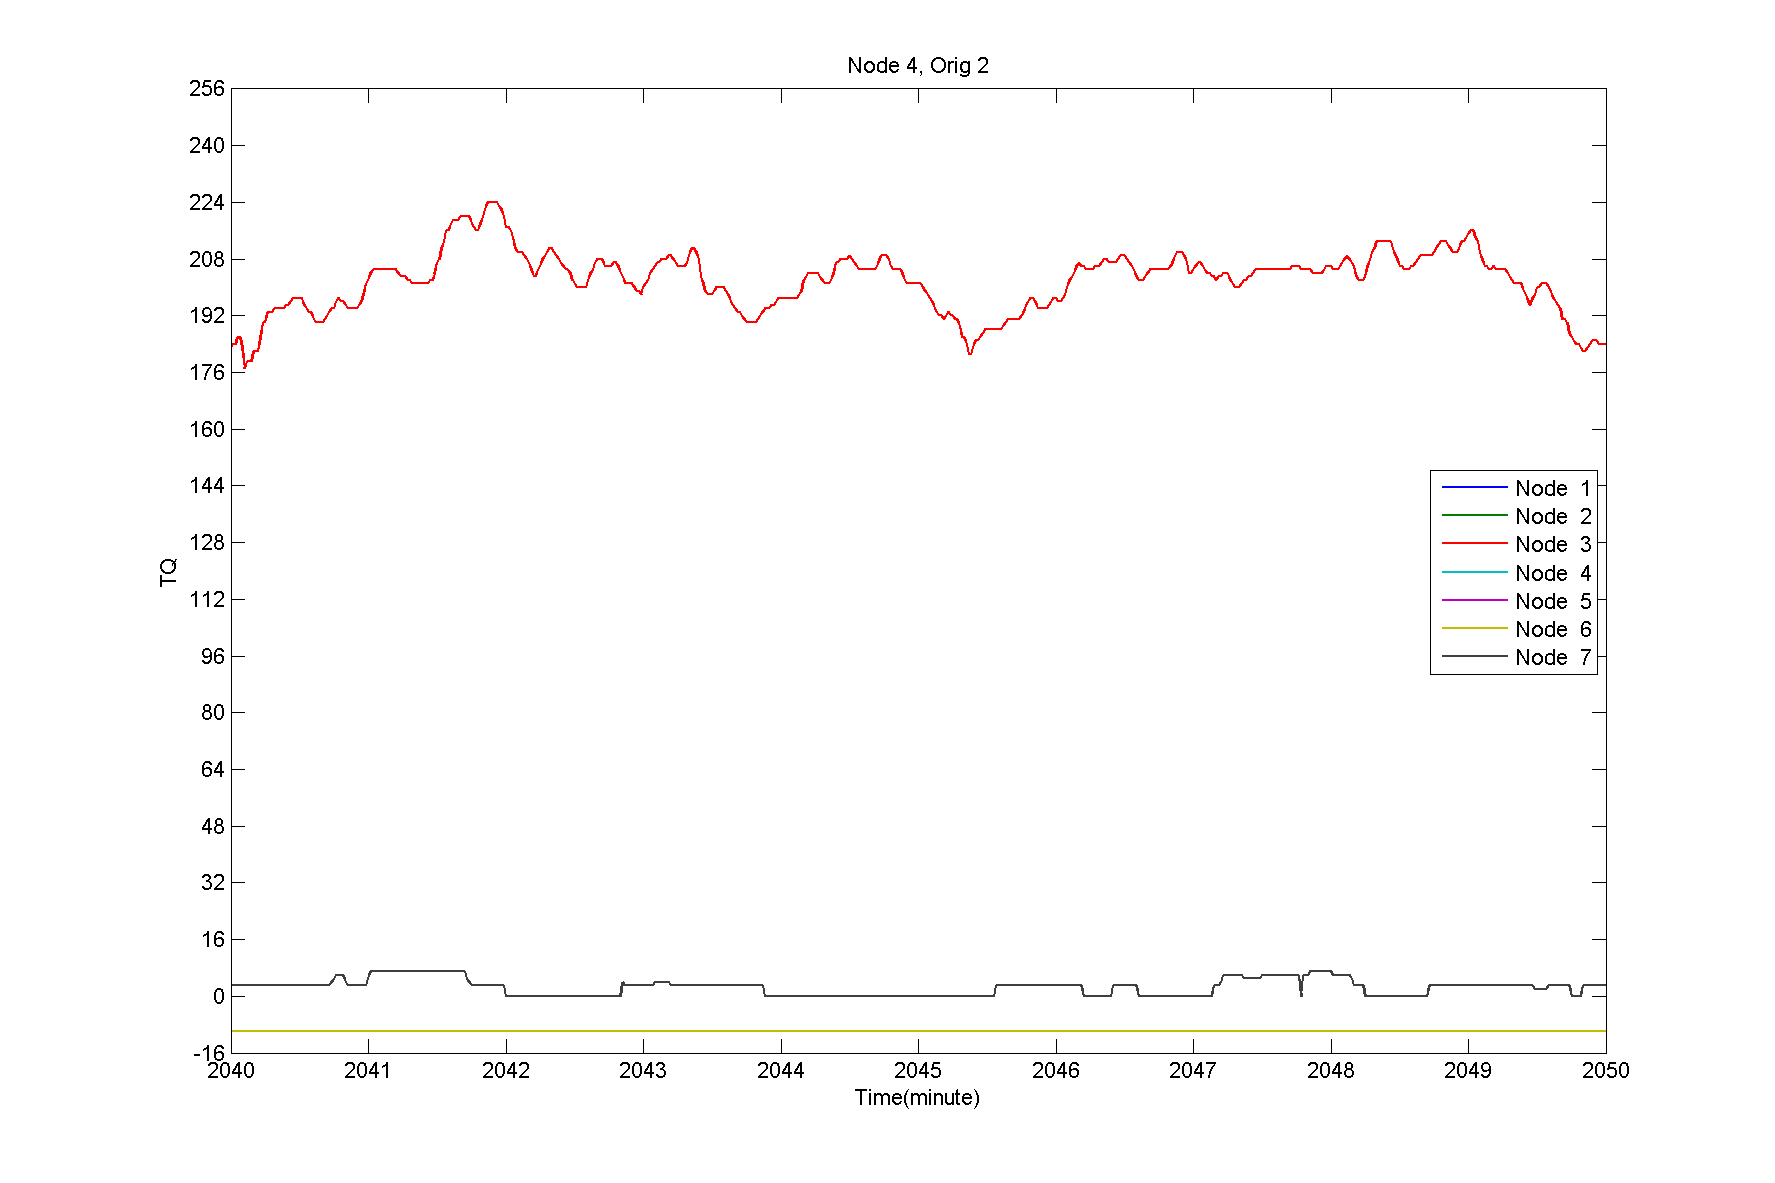 Node 4, Orig 2
256
240
224
208
192
176
160
144
128
112
96
80
64
48
32
16
0
-16
TQ
Node 1
Node 2
Node 3
Node 4
Node 5
Node 6
Node 7
2040 2041 2042 2043 2044 2045 2046 2047 2048 2049 2050
Time(minute)